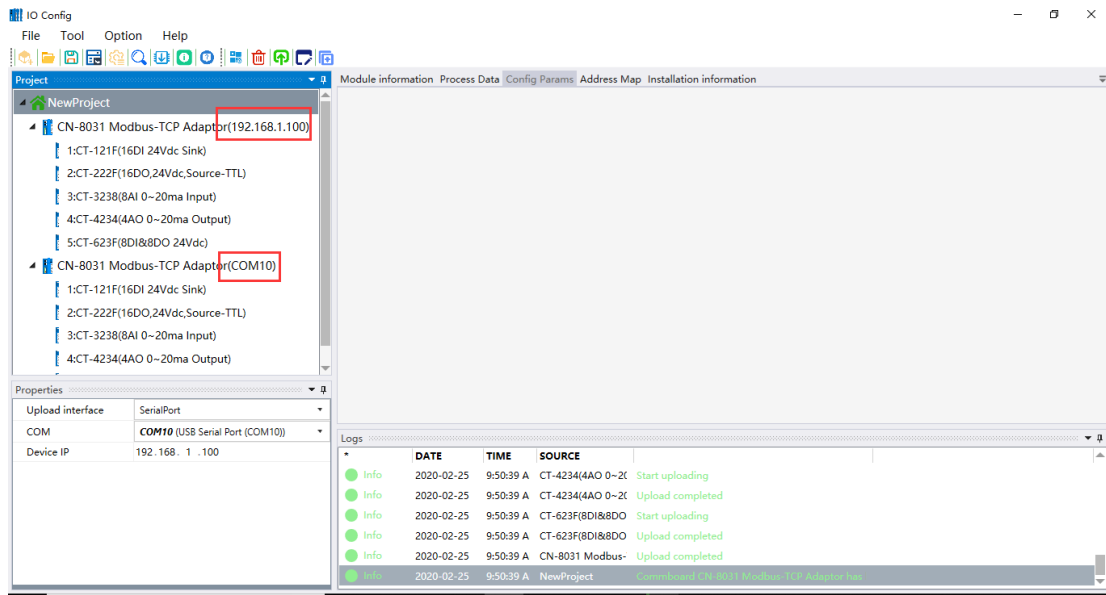 IO Config
File Tool Option Help
Project
Module information Process Data Config Params Address Map Installation information
NewProject
CN-8031 Modbus-TCP Adaptor(192.168.1.100)
1:CT-121F(16DI 24Vdc Sink)
2:CT-222F(16DO,24Vdc,Source-TTL)
3:CT-3238(8AI 0~20ma Input)
4:CT-4234(4AO 0~20ma Output)
5:CT-623F(8DI&8DO 24Vdc)
CN-8031 Modbus-TCP Adaptor(COM10)
1:CT-121F(16DI 24Vdc Sink)
2:CT-222F(16DO,24Vdc,Source-TTL)
3:CT-3238(8AI 0~20ma Input)
4:CT-4234(4AO 0~20ma Output)
Properties
Upload interface SerialPort
COM COM10 (USB Serial Port (COM10))
Device IP 192.168. 1 .100
Logs
* DATE TIME SOURCE
Info 2020-02-25 9:50:39 A CT-4234(4AO 0~20 Start uploading
Info 2020-02-25 9:50:39 A CT-4234(4AO 0~20 Upload completed
Info 2020-02-25 9:50:39 A CT-623F(8DI&8DO Start uploading
Info 2020-02-25 9:50:39 A CT-623F(8DI&8DO Upload completed
Info 2020-02-25 9:50:39 A CN-8031 Modbus- Upload completed
Info 2020-02-25 9:50:39 A NewProject Commboard CN-8031 Modbus-TCP Adaptor has